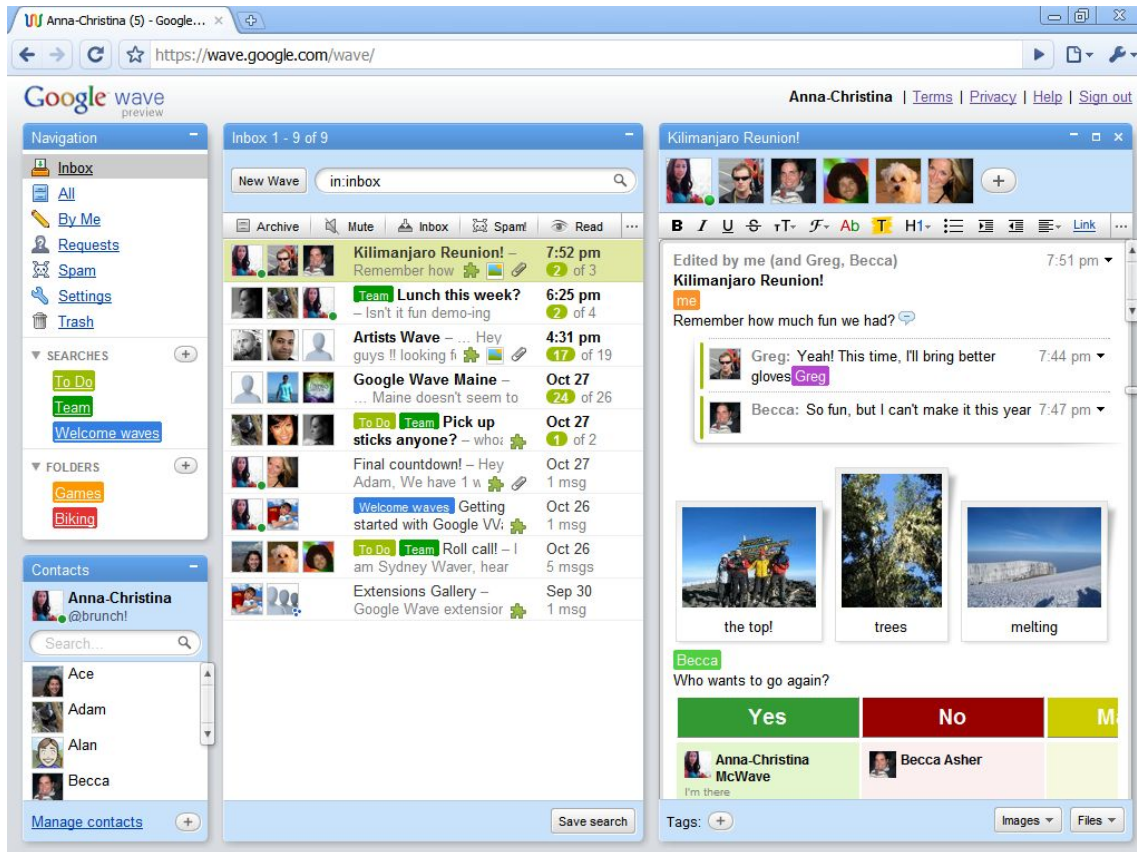 Anna-Christina (5) - Google...
https://wave.google.com/wave/
Google wave
preview
Anna-Christina | Terms | Privacy | Help | Sign out
Navigation
Inbox
All
By Me
Requests
Spam
Settings
Trash
SEARCHES
To Do
Team
Welcome waves
FOLDERS
Games
Biking
Contacts
Anna-Christina
@brunch!
Search...
Ace
Adam
Alan
Becca
Manage contacts
Inbox 1 - 9 of 9
New Wave in:inbox
Archive Mute Inbox Spam! Read ...
Kilimanjaro Reunion! – 7:52 pm
Remember how 2 of 3
Team Lunch this week? 6:25 pm
– Isn't it fun demo-ing 2 of 4
Artists Wave – ... Hey 4:31 pm
guys !! looking fo 17 of 19
Google Wave Maine – Oct 27
... Maine doesn't seem to 24 of 26
To Do Team Pick up Oct 27
sticks anyone? – whoa 1 of 2
Final countdown! – Hey Oct 27
Adam, We have 1 w 1 msg
Welcome waves Getting Oct 26
started with Google Wa 1 msg
To Do Team Roll call! – I Oct 26
am Sydney Waver, hear 5 msgs
Extensions Gallery – Sep 30
Google Wave extension 1 msg
Save search
Kilimanjaro Reunion!
B I U S TT F Ab T H1 Link ...
Edited by me (and Greg, Becca) 7:51 pm
Kilimanjaro Reunion!
me
Remember how much fun we had?
Greg: Yeah! This time, I'll bring better 7:44 pm
gloves Greg
Becca: So fun, but I can't make it this year 7:47 pm
the top! trees melting
Becca
Who wants to go again?
Yes No Ma
Anna-Christina Becca Asher
McWave
I'm there
Tags: Images Files